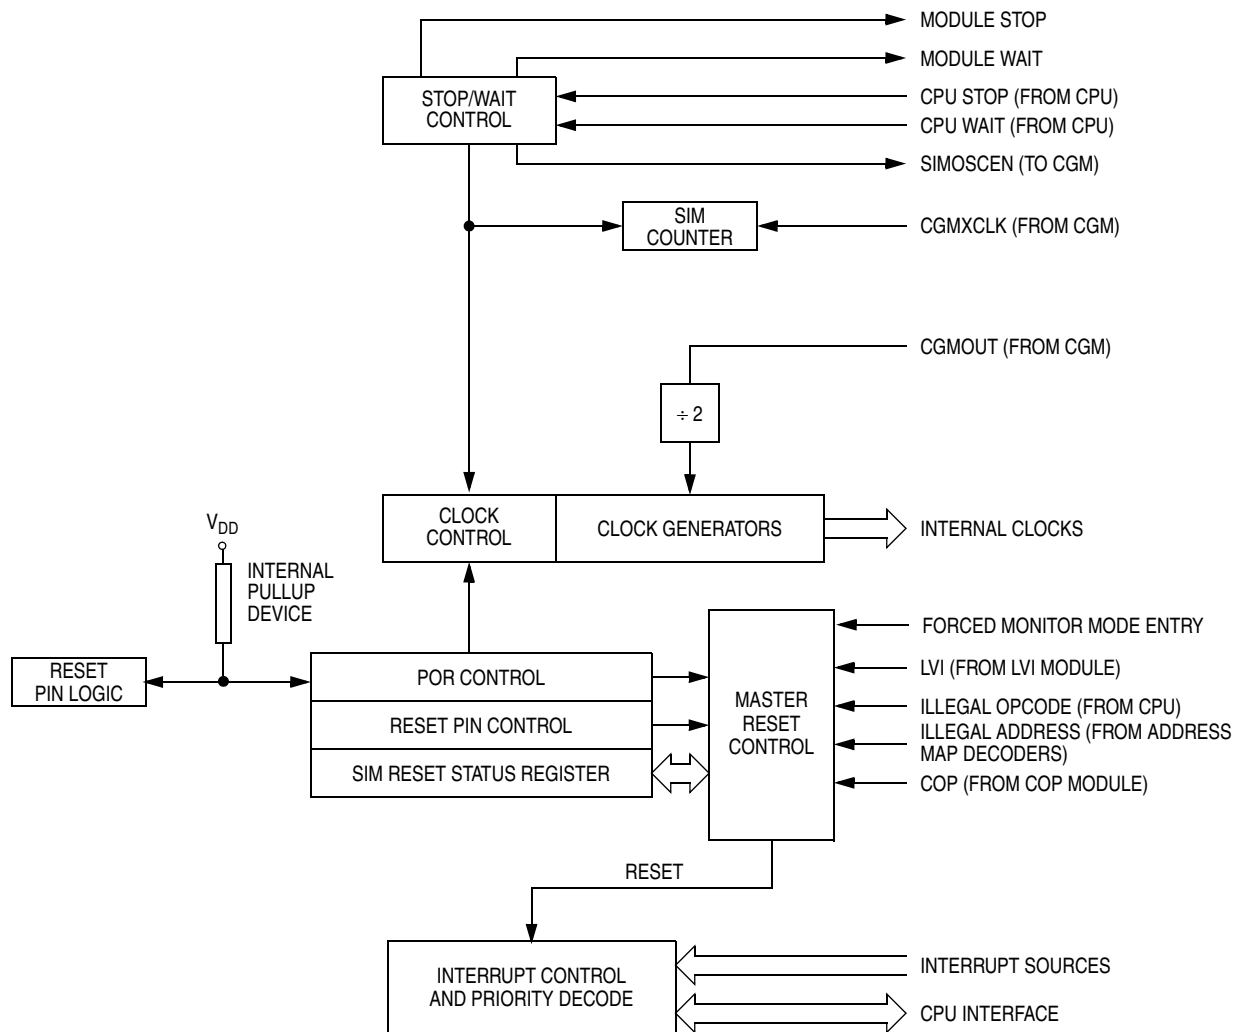 MODULE STOP
MODULE WAIT
STOP/WAIT
CONTROL
CPU STOP (FROM CPU)
CPU WAIT (FROM CPU)
SIMOSCEN (TO CGM)
SIM
COUNTER
CGMXCLK (FROM CGM)
CGMOUT (FROM CGM)
÷ 2
CLOCK
CONTROL
CLOCK GENERATORS
INTERNAL CLOCKS
VDD
INTERNAL
PULLUP
DEVICE
RESET
PIN LOGIC
POR CONTROL
RESET PIN CONTROL
SIM RESET STATUS REGISTER
MASTER
RESET
CONTROL
FORCED MONITOR MODE ENTRY
LVI (FROM LVI MODULE)
ILLEGAL OPCODE (FROM CPU)
ILLEGAL ADDRESS (FROM ADDRESS
MAP DECODERS)
COP (FROM COP MODULE)
RESET
INTERRUPT CONTROL
AND PRIORITY DECODE
INTERRUPT SOURCES
CPU INTERFACE